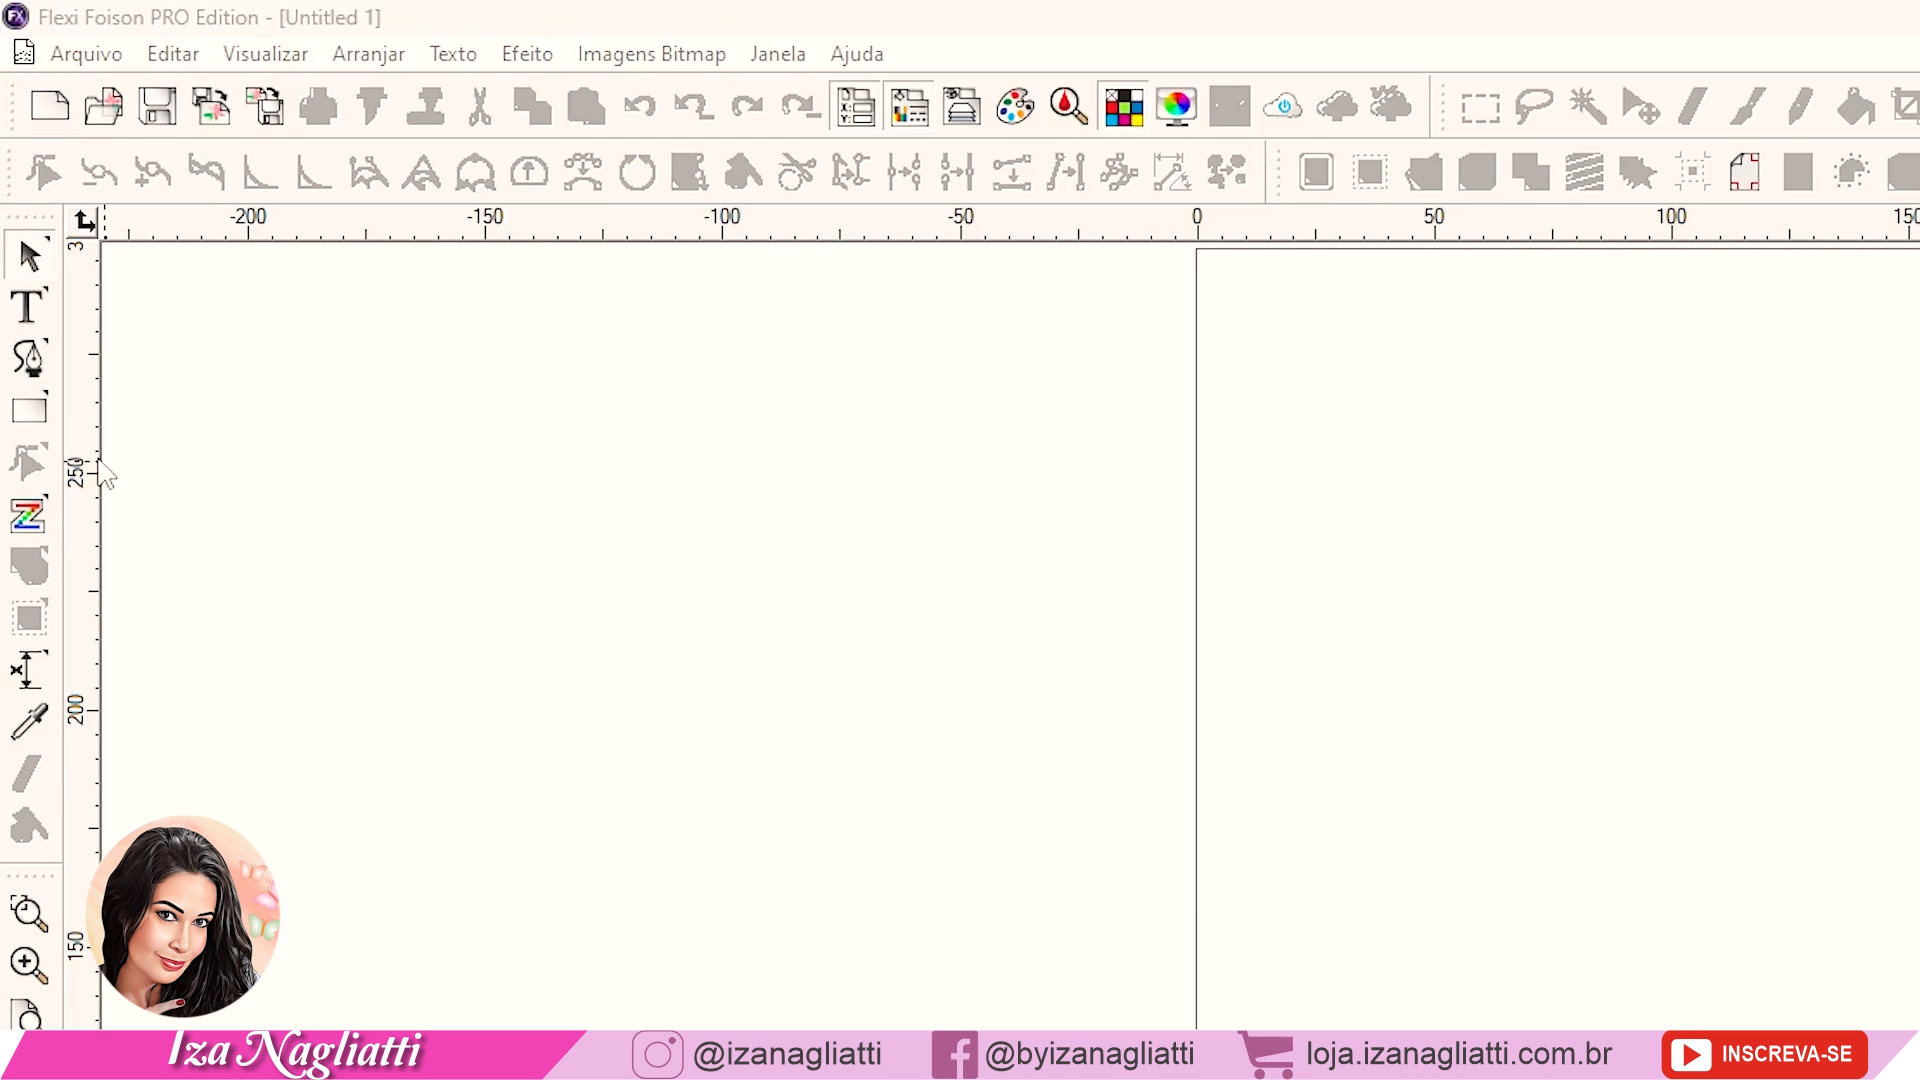 Flexi Foison PRO Edition - [Untitled 1]
Arquivo Editar Visualizar Arranjar Texto Efeito Imagens Bitmap Janela Ajuda
-200 -150 -100 -50 0 50 100 150
3
250
200
150
Iza Nagliatti @izanagliatti @byizanagliatti loja.izanagliatti.com.br INSCREVA-SE